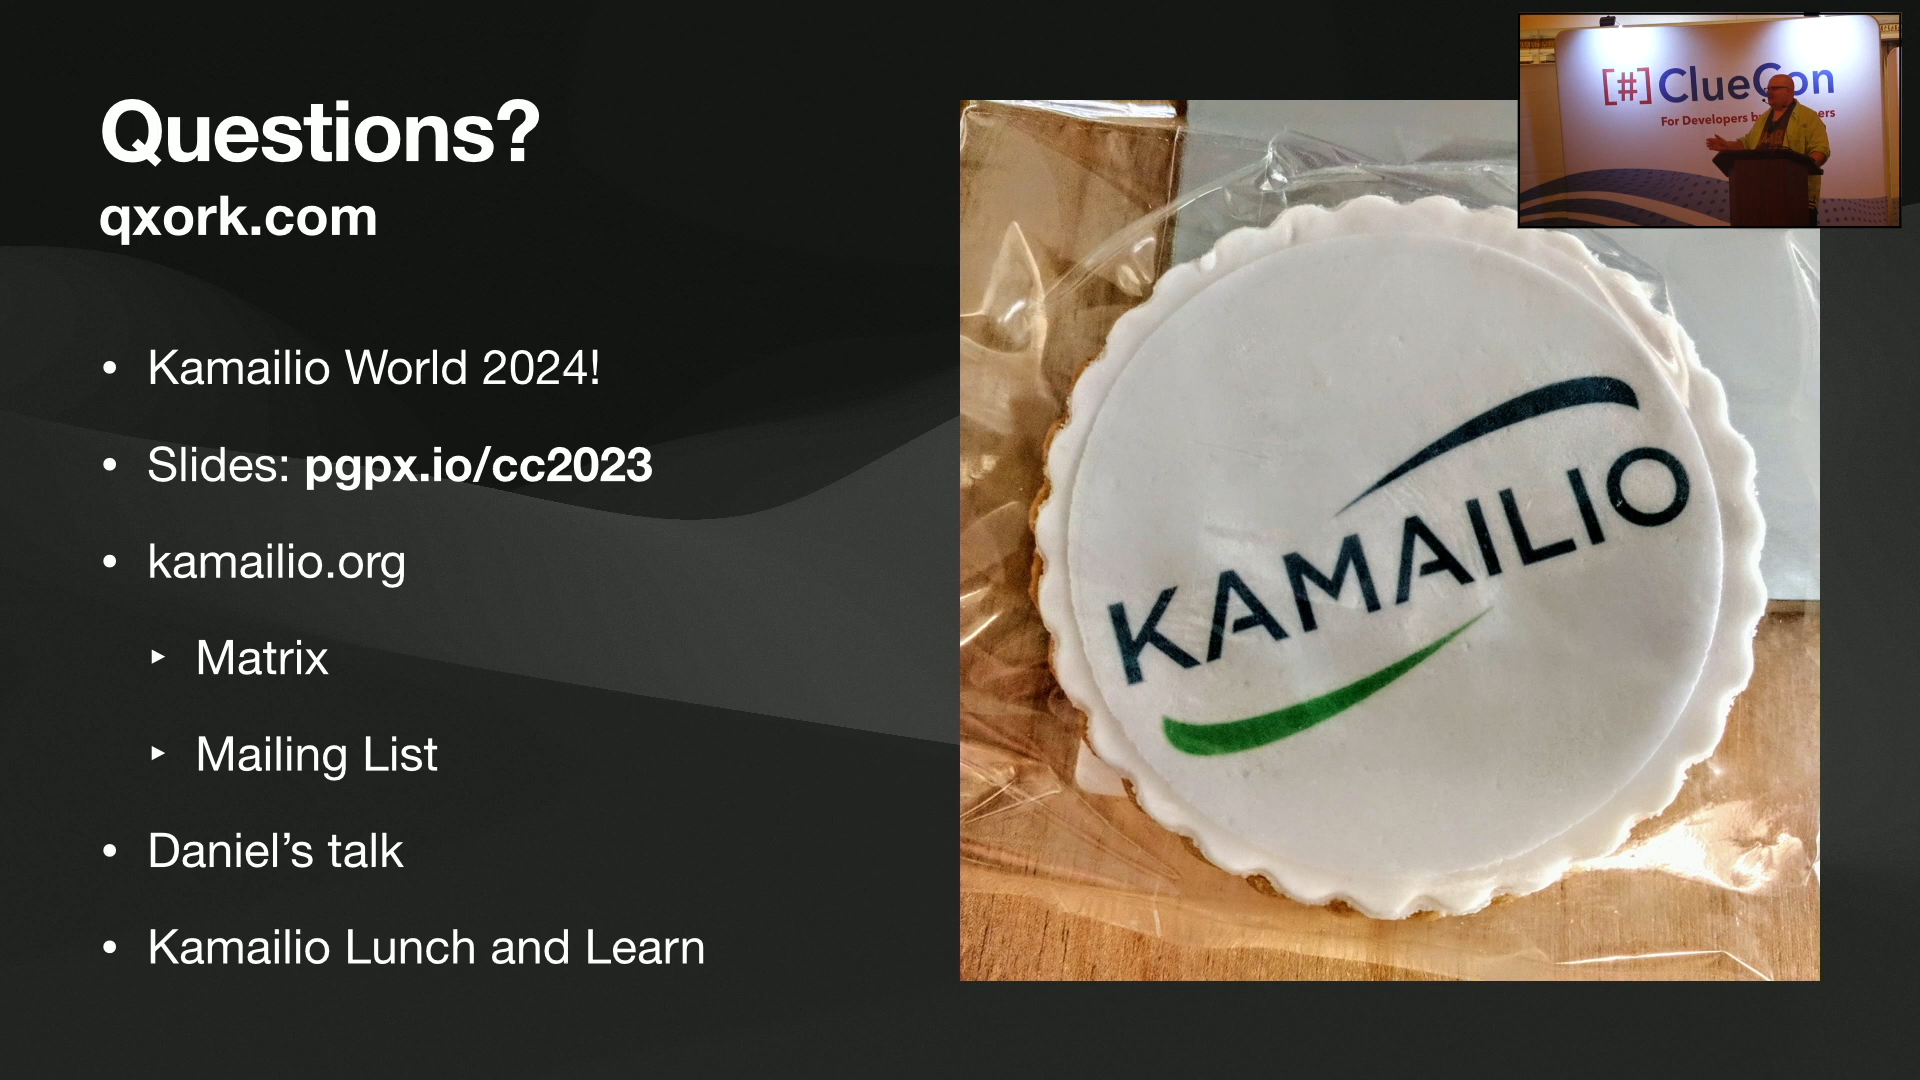 Questions?
qxork.com
• Kamailio World 2024!
• Slides: pgpx.io/cc2023
• kamailio.org
‣ Matrix
‣ Mailing List
• Daniel’s talk
• Kamailio Lunch and Learn
KAMAILIO
[#] ClueCon
For Developers